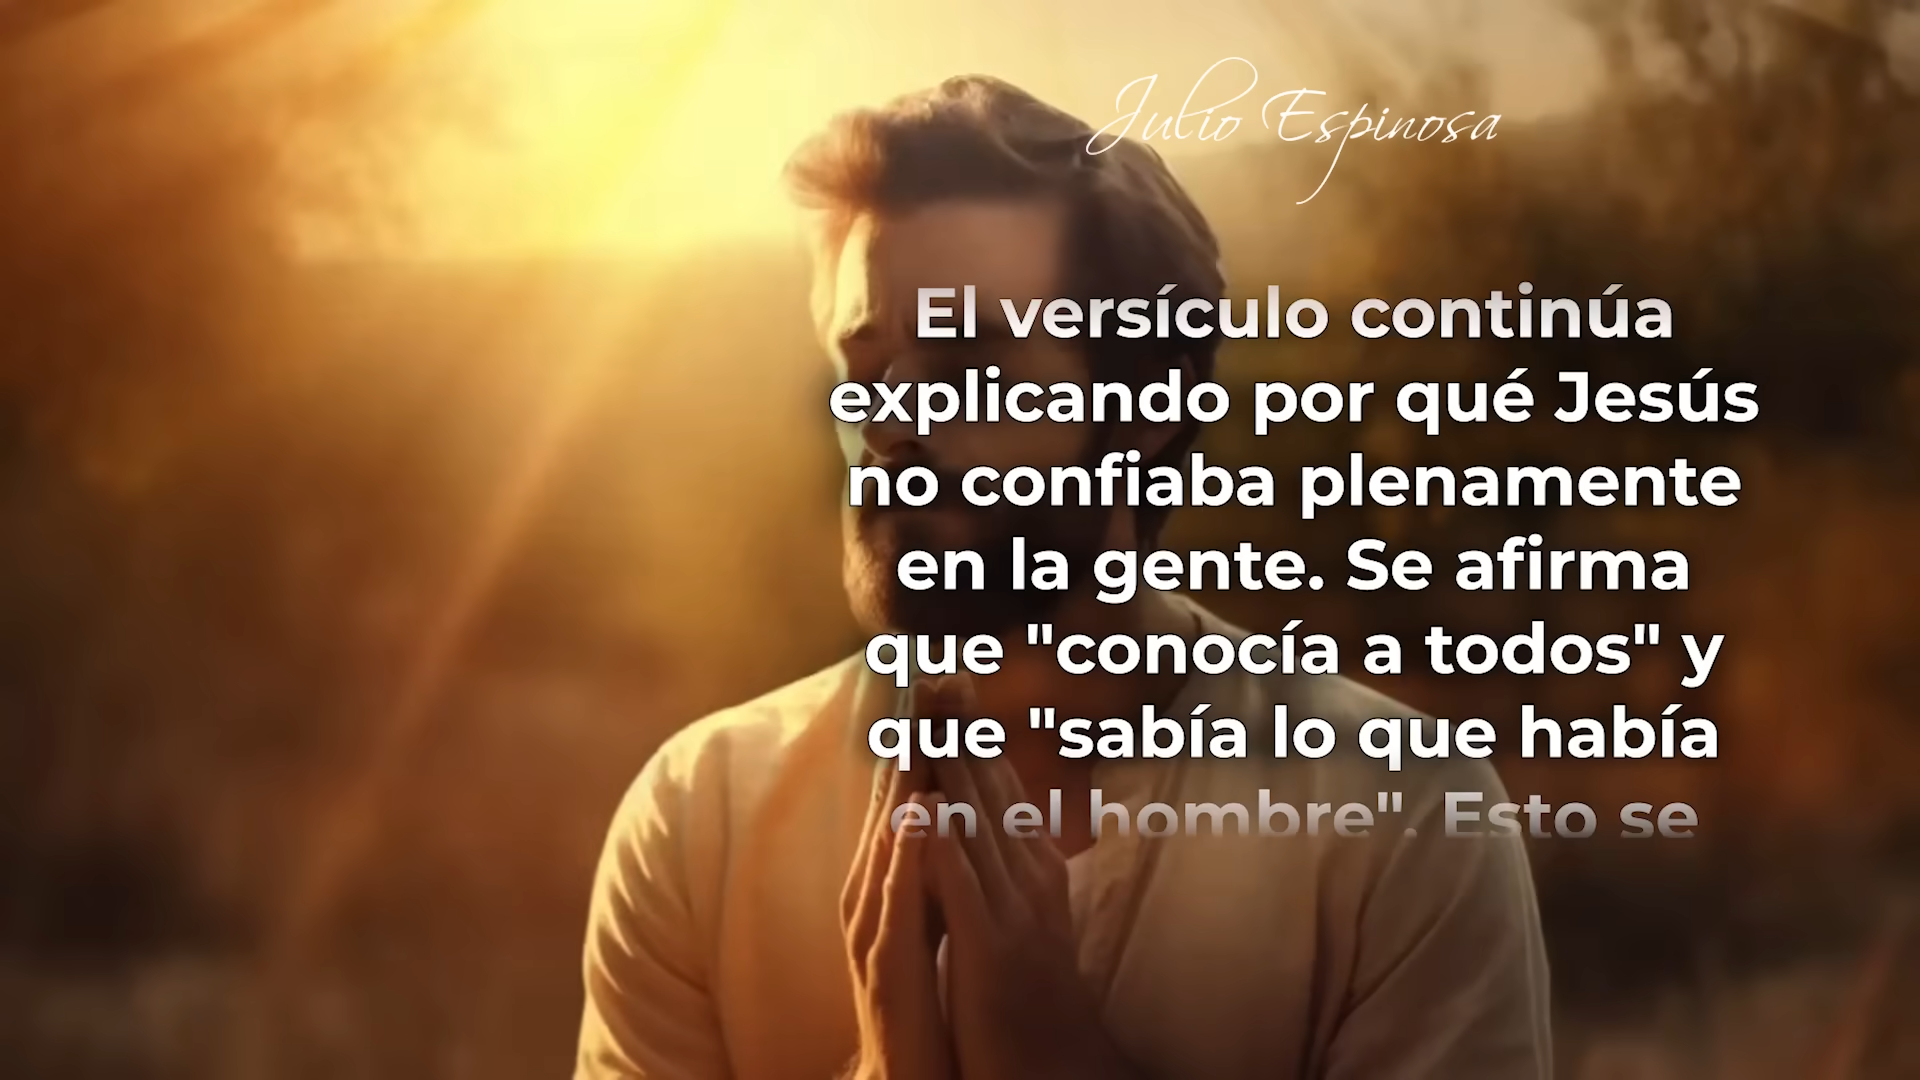 Julio Espinosa
El versículo continúa
explicando por qué Jesús
no confiaba plenamente
en la gente. Se afirma
que "conocía a todos" y
que "sabía lo que había
en el hombre". Esto se